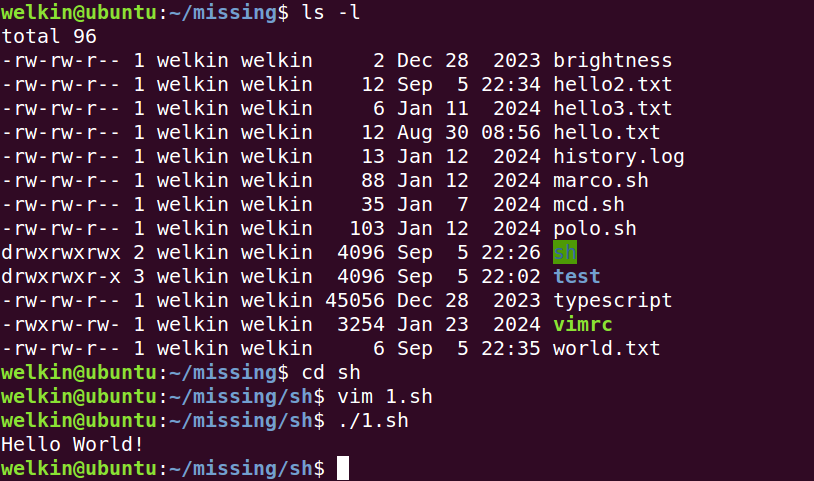 welkin@ubuntu:~/missing$ ls -l
total 96
-rw-rw-r-- 1 welkin welkin     2 Dec 28  2023 brightness
-rw-rw-r-- 1 welkin welkin    12 Sep  5 22:34 hello2.txt
-rw-rw-r-- 1 welkin welkin     6 Jan 11  2024 hello3.txt
-rw-rw-r-- 1 welkin welkin    12 Aug 30 08:56 hello.txt
-rw-rw-r-- 1 welkin welkin    13 Jan 12  2024 history.log
-rw-rw-r-- 1 welkin welkin    88 Jan 12  2024 marco.sh
-rw-rw-r-- 1 welkin welkin    35 Jan  7  2024 mcd.sh
-rw-rw-r-- 1 welkin welkin   103 Jan 12  2024 polo.sh
drwxrwxrwx 2 welkin welkin  4096 Sep  5 22:26 sh
drwxrwxr-x 3 welkin welkin  4096 Sep  5 22:02 test
-rw-rw-r-- 1 welkin welkin 45056 Dec 28  2023 typescript
-rwxrw-rw- 1 welkin welkin  3254 Jan 23  2024 vimrc
-rw-rw-r-- 1 welkin welkin     6 Sep  5 22:35 world.txt
welkin@ubuntu:~/missing$ cd sh
welkin@ubuntu:~/missing/sh$ vim 1.sh
welkin@ubuntu:~/missing/sh$ ./1.sh
Hello World!
welkin@ubuntu:~/missing/sh$